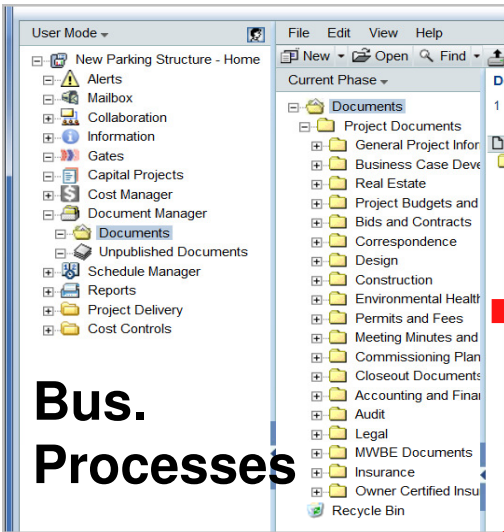 User Mode
New Parking Structure - Home
Alerts
Mailbox
Collaboration
Information
Gates
Capital Projects
Cost Manager
Document Manager
Documents
Unpublished Documents
Schedule Manager
Reports
Project Delivery
Cost Controls
Bus.
Processes
File Edit View Help
New Open Find
Current Phase
Documents
Project Documents
General Project Infor
Business Case Deve
Real Estate
Project Budgets and
Bids and Contracts
Correspondence
Design
Construction
Environmental Health
Permits and Fees
Meeting Minutes and
Commissioning Plan
Closeout Documents
Accounting and Finan
Audit
Legal
MWBE Documents
Insurance
Owner Certified Insu
Recycle Bin
D
1